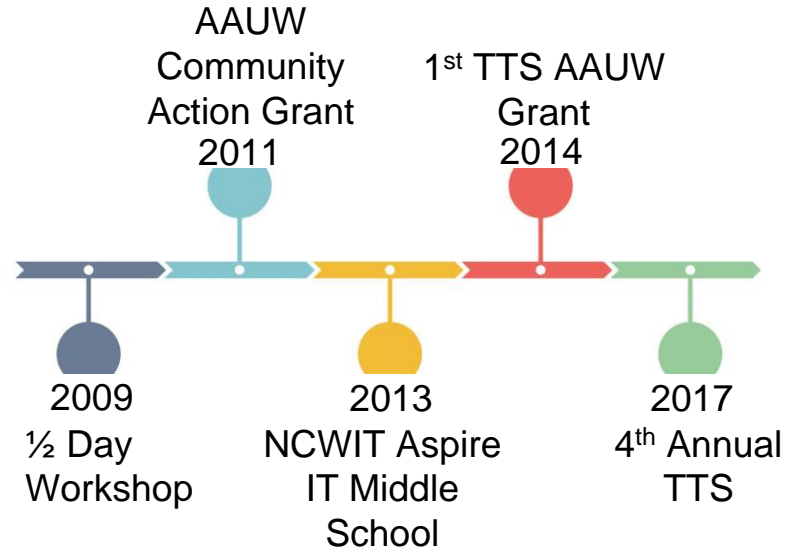 AAUW
Community
Action Grant
2011
1st TTS AAUW
Grant
2014
2009
½ Day
Workshop
2013
NCWIT Aspire
IT Middle
School
2017
4th Annual
TTS